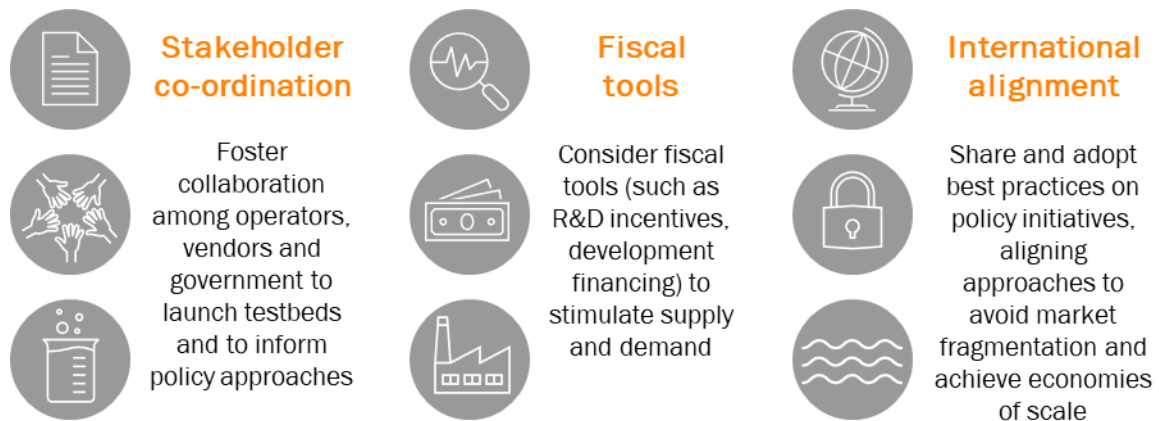 Stakeholder
co-ordination
Foster
collaboration
among operators,
vendors and
government to
launch testbeds
and to inform
policy approaches
Fiscal
tools
Consider fiscal
tools (such as
R&D incentives,
development
financing) to
stimulate supply
and demand
International
alignment
Share and adopt
best practices on
policy initiatives,
aligning
approaches to
avoid market
fragmentation and
achieve economies
of scale